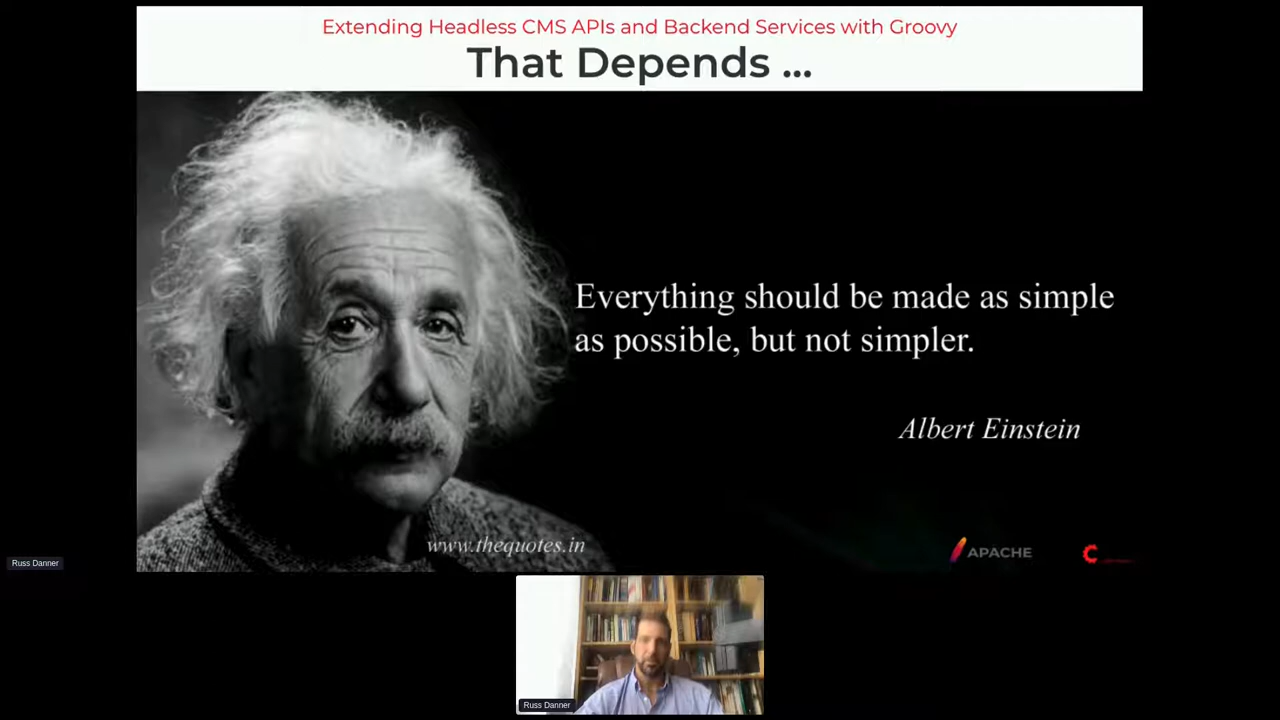 Extending Headless CMS APIs and Backend Services with Groovy
That Depends ...
Everything should be made as simple
as possible, but not simpler.
Albert Einstein
www.thequotes.in
APACHE
Russ Danner
Russ Danner